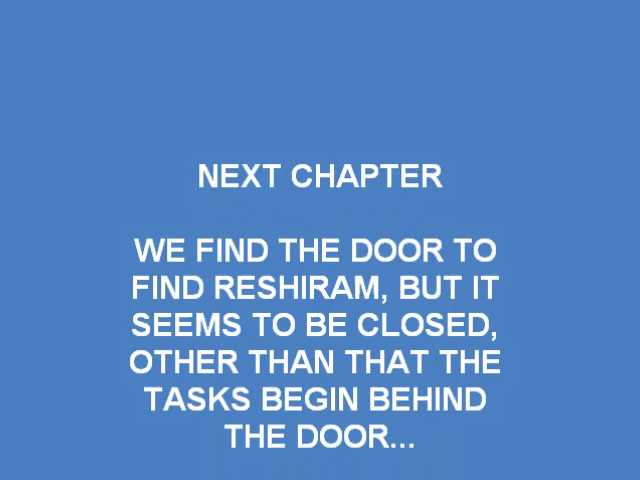 NEXT CHAPTER
WE FIND THE DOOR TO
FIND RESHIRAM, BUT IT
SEEMS TO BE CLOSED,
OTHER THAN THAT THE
TASKS BEGIN BEHIND
THE DOOR...